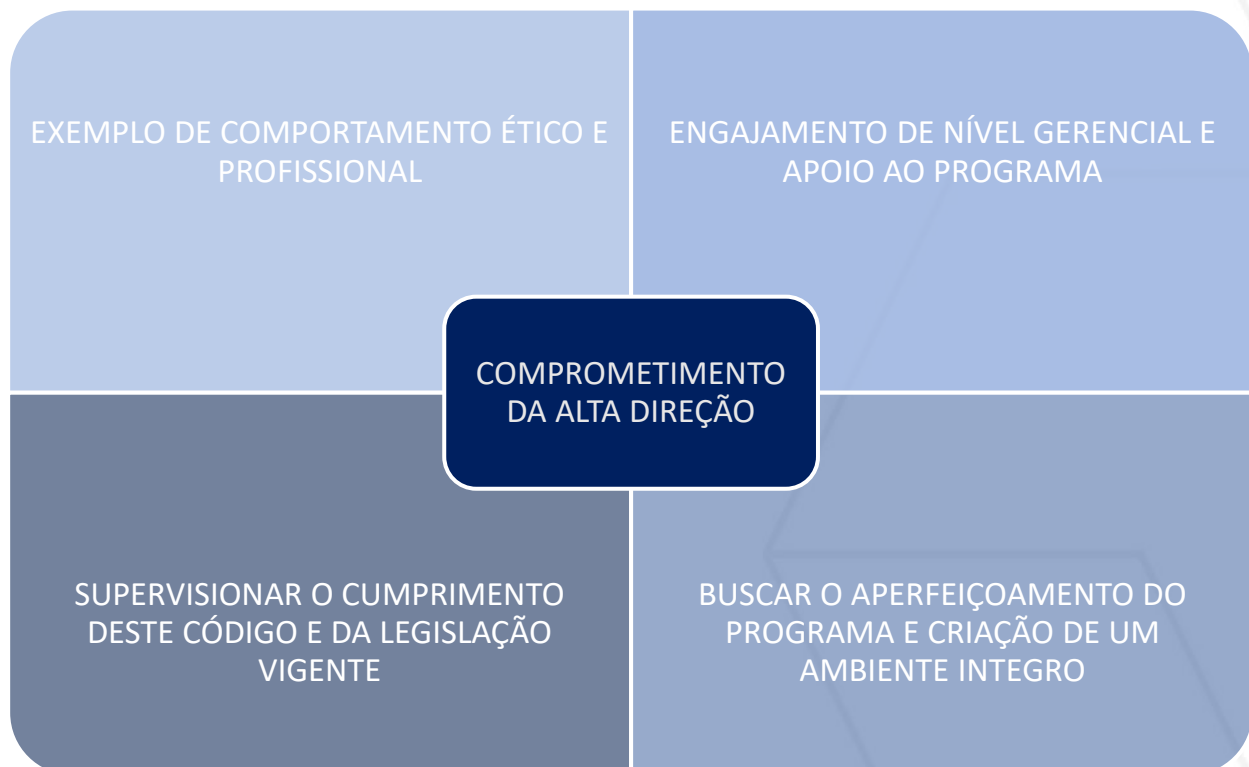 EXEMPLO DE COMPORTAMENTO ÉTICO E
PROFISSIONAL
ENGAJAMENTO DE NÍVEL GERENCIAL E
APOIO AO PROGRAMA
COMPROMETIMENTO
DA ALTA DIREÇÃO
SUPERVISIONAR O CUMPRIMENTO
DESTE CÓDIGO E DA LEGISLAÇÃO
VIGENTE
BUSCAR O APERFEIÇOAMENTO DO
PROGRAMA E CRIAÇÃO DE UM
AMBIENTE INTEGRO